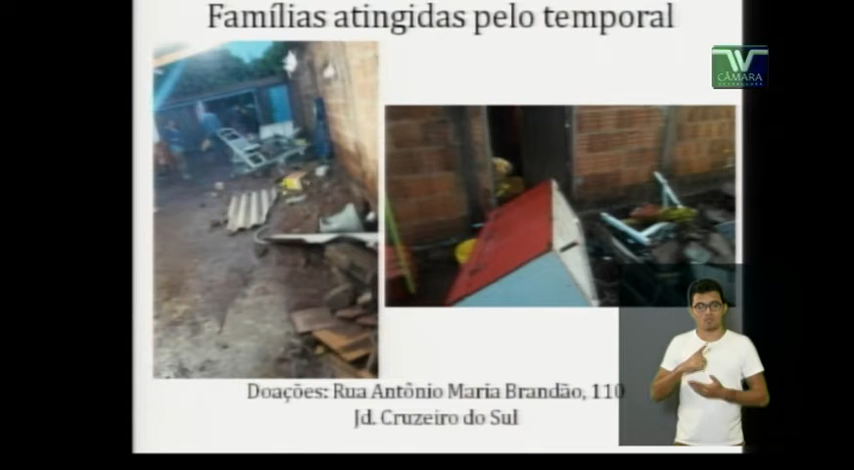 Famílias atingidas pelo temporal
TV
CÂMARA
Doações: Rua Antônio Maria Brandão, 110
Jd. Cruzeiro do Sul